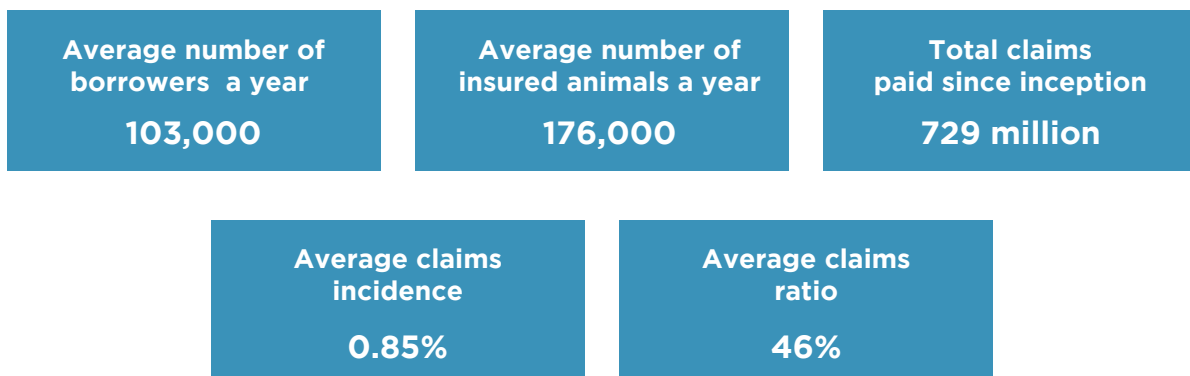 Average number of
borrowers a year
103,000
Average number of
insured animals a year
176,000
Total claims
paid since inception
729 million
Average claims
incidence
0.85%
Average claims
ratio
46%